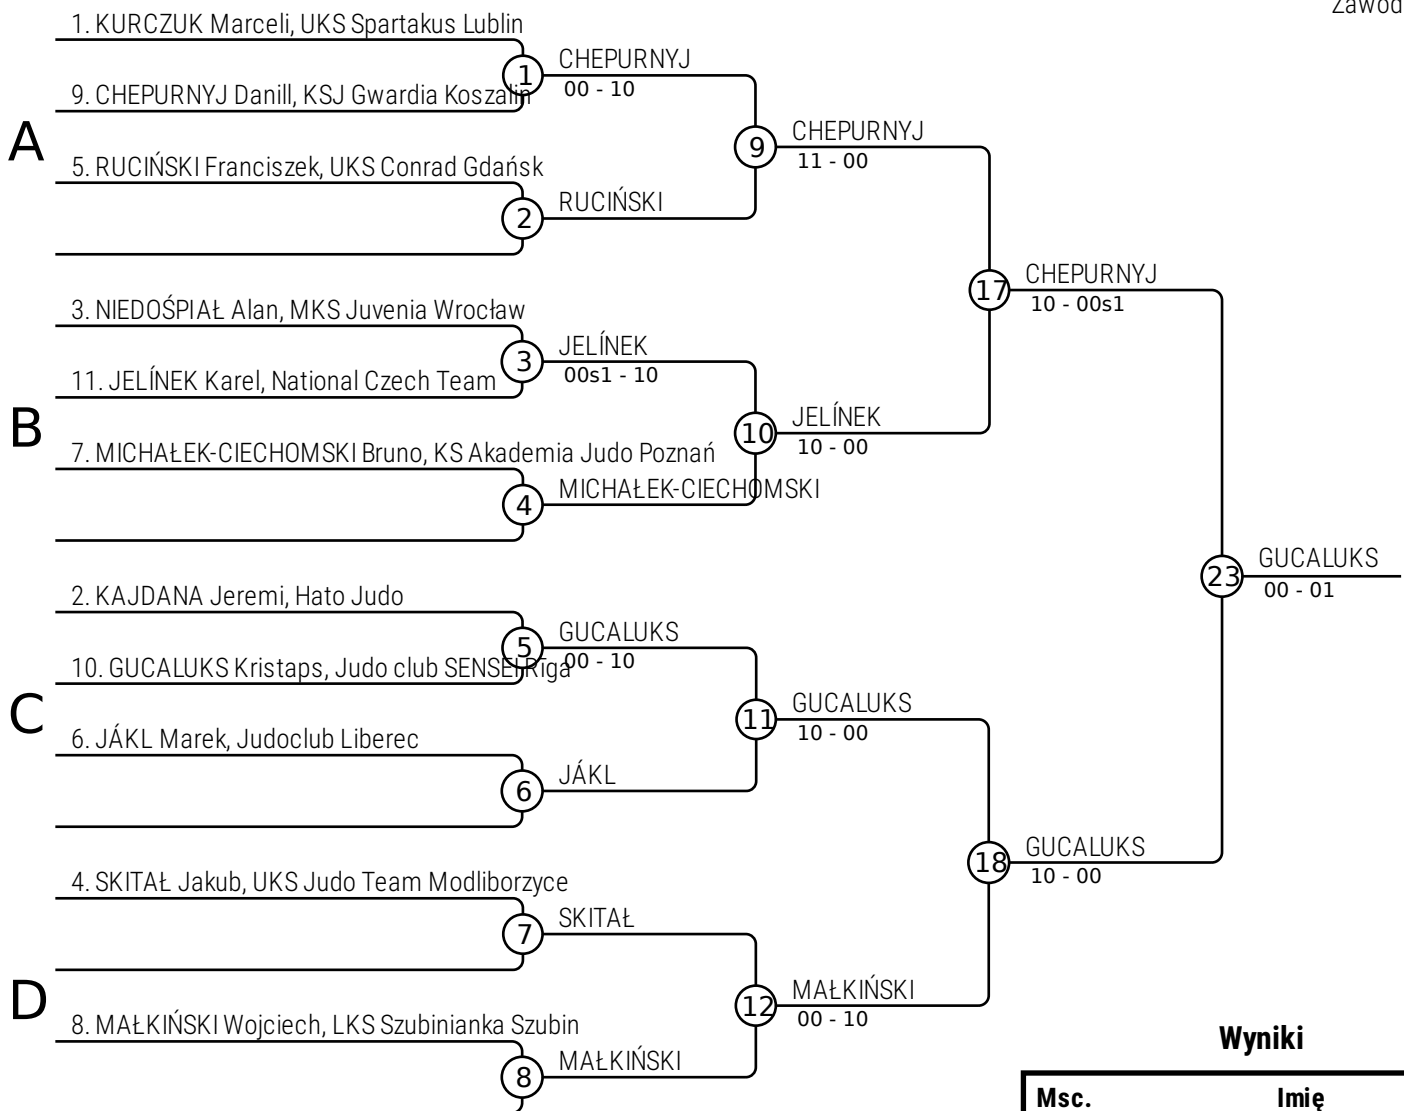 Zawod
1. KURCZUK Marceli, UKS Spartakus Lublin
1
CHEPURNYJ
00 - 10
9. CHEPURNYJ Danill, KSJ Gwardia Koszalin
A
9
CHEPURNYJ
11 - 00
5. RUCIŃSKI Franciszek, UKS Conrad Gdańsk
2
RUCIŃSKI
17
CHEPURNYJ
10 - 00s1
3. NIEDOŚPIAŁ Alan, MKS Juvenia Wrocław
3
JELÍNEK
00s1 - 10
11. JELÍNEK Karel, National Czech Team
B
10
JELÍNEK
10 - 00
7. MICHAŁEK-CIECHOMSKI Bruno, KS Akademia Judo Poznań
4
MICHAŁEK-CIECHOMSKI
23
GUCALUKS
00 - 01
2. KAJDANA Jeremi, Hato Judo
5
GUCALUKS
00 - 10
10. GUCALUKS Kristaps, Judo club SENSEI Rīga
C
11
GUCALUKS
10 - 00
6. JÁKL Marek, Judoclub Liberec
6
JÁKL
18
GUCALUKS
10 - 00
4. SKITAŁ Jakub, UKS Judo Team Modliborzyce
7
SKITAŁ
D
12
MAŁKIŃSKI
00 - 10
8. MAŁKIŃSKI Wojciech, LKS Szubinianka Szubin
8
MAŁKIŃSKI
Wyniki
Msc. Imię